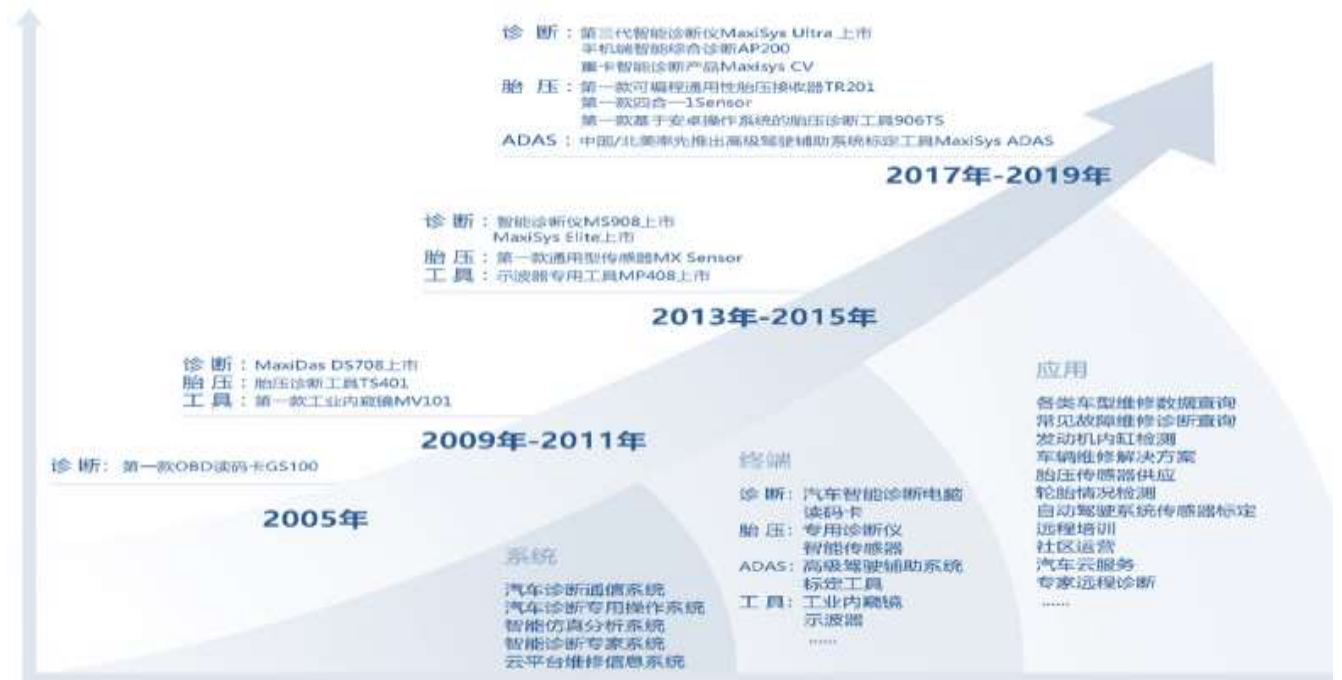 诊 断：第三代智能诊断仪MaxiSys Ultra 上市
手机端智能综合诊断AP200
重卡智能诊断产品Maxisys CV
胎 压：第一款可编程通用性胎压接收器TR201
第一款四合一1Sensor
第一款基于安卓操作系统的胎压诊断工具906TS
ADAS：中国/北美率先推出高级驾驶辅助系统标定工具MaxiSys ADAS
2017年-2019年
诊 断：智能诊断仪MS908上市
MaxiSys Elite上市
胎 压：第一款通用型传感器MX Sensor
工 具：示波器专用工具MP408上市
2013年-2015年
诊 断：MaxiDas DS708上市
胎 压：胎压诊断工具TS401
工 具：第一款工业内窥镜MV101
2009年-2011年
诊 断：第一款OBD读码卡GS100
2005年
系统
汽车诊断通信系统
汽车诊断专用操作系统
智能仿真分析系统
智能诊断专家系统
云平台维修信息系统
终端
诊 断：汽车智能诊断电脑
读码卡
胎 压：专用诊断仪
智能传感器
ADAS：高级驾驶辅助系统
标定工具
工 具：工业内窥镜
示波器
......
应用
各类车型维修数据查询
常见故障维修诊断查询
发动机内缸检测
车辆维修解决方案
胎压传感器供应
轮胎情况检测
自动驾驶系统传感器标定
远程培训
社区运营
汽车云服务
专家远程诊断
......